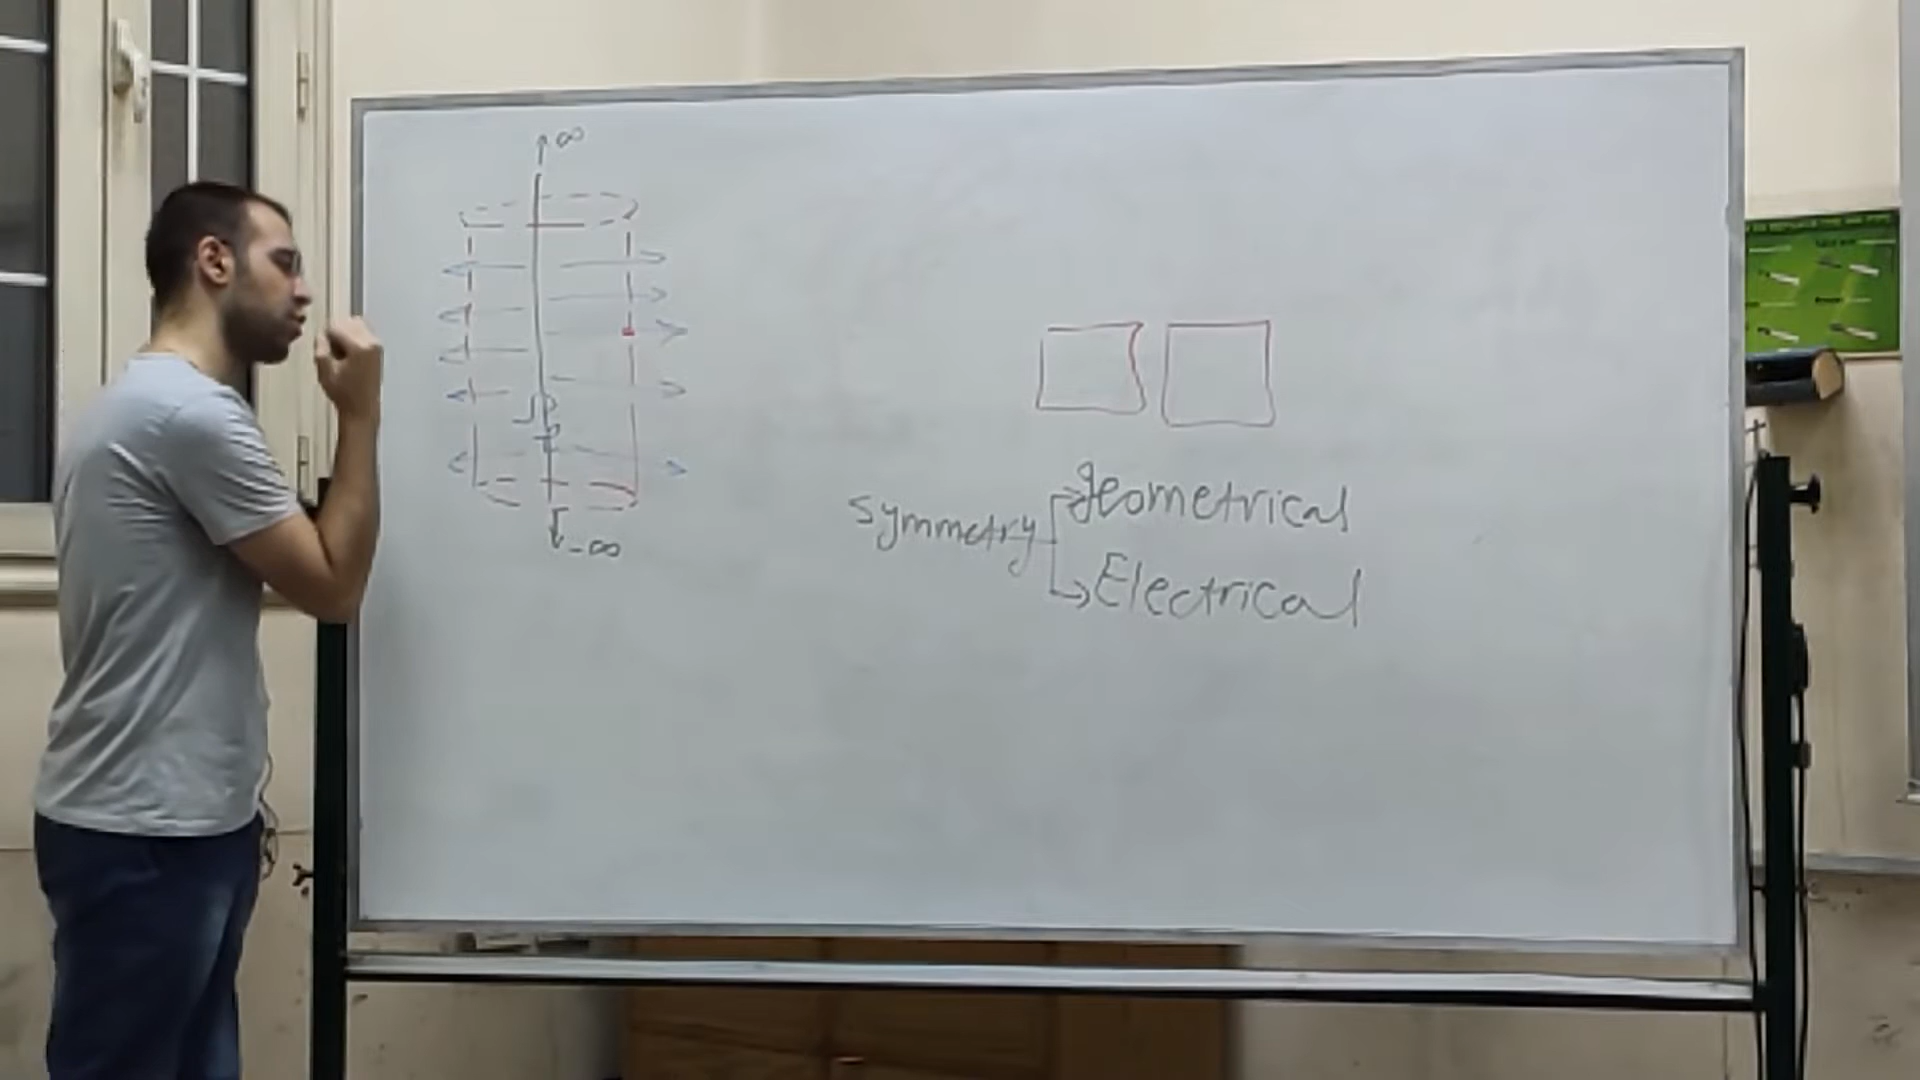 ∞
-∞
symmetry
geometrical
Electrical